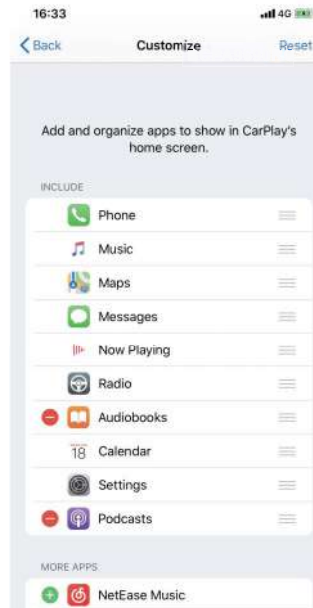 16:33
4G
Back
Customize
Reset
Add and organize apps to show in CarPlay's
home screen.
INCLUDE
Phone
Music
Maps
Messages
Now Playing
Radio
Audiobooks
18
Calendar
Settings
Podcasts
MORE APPS
NetEase Music